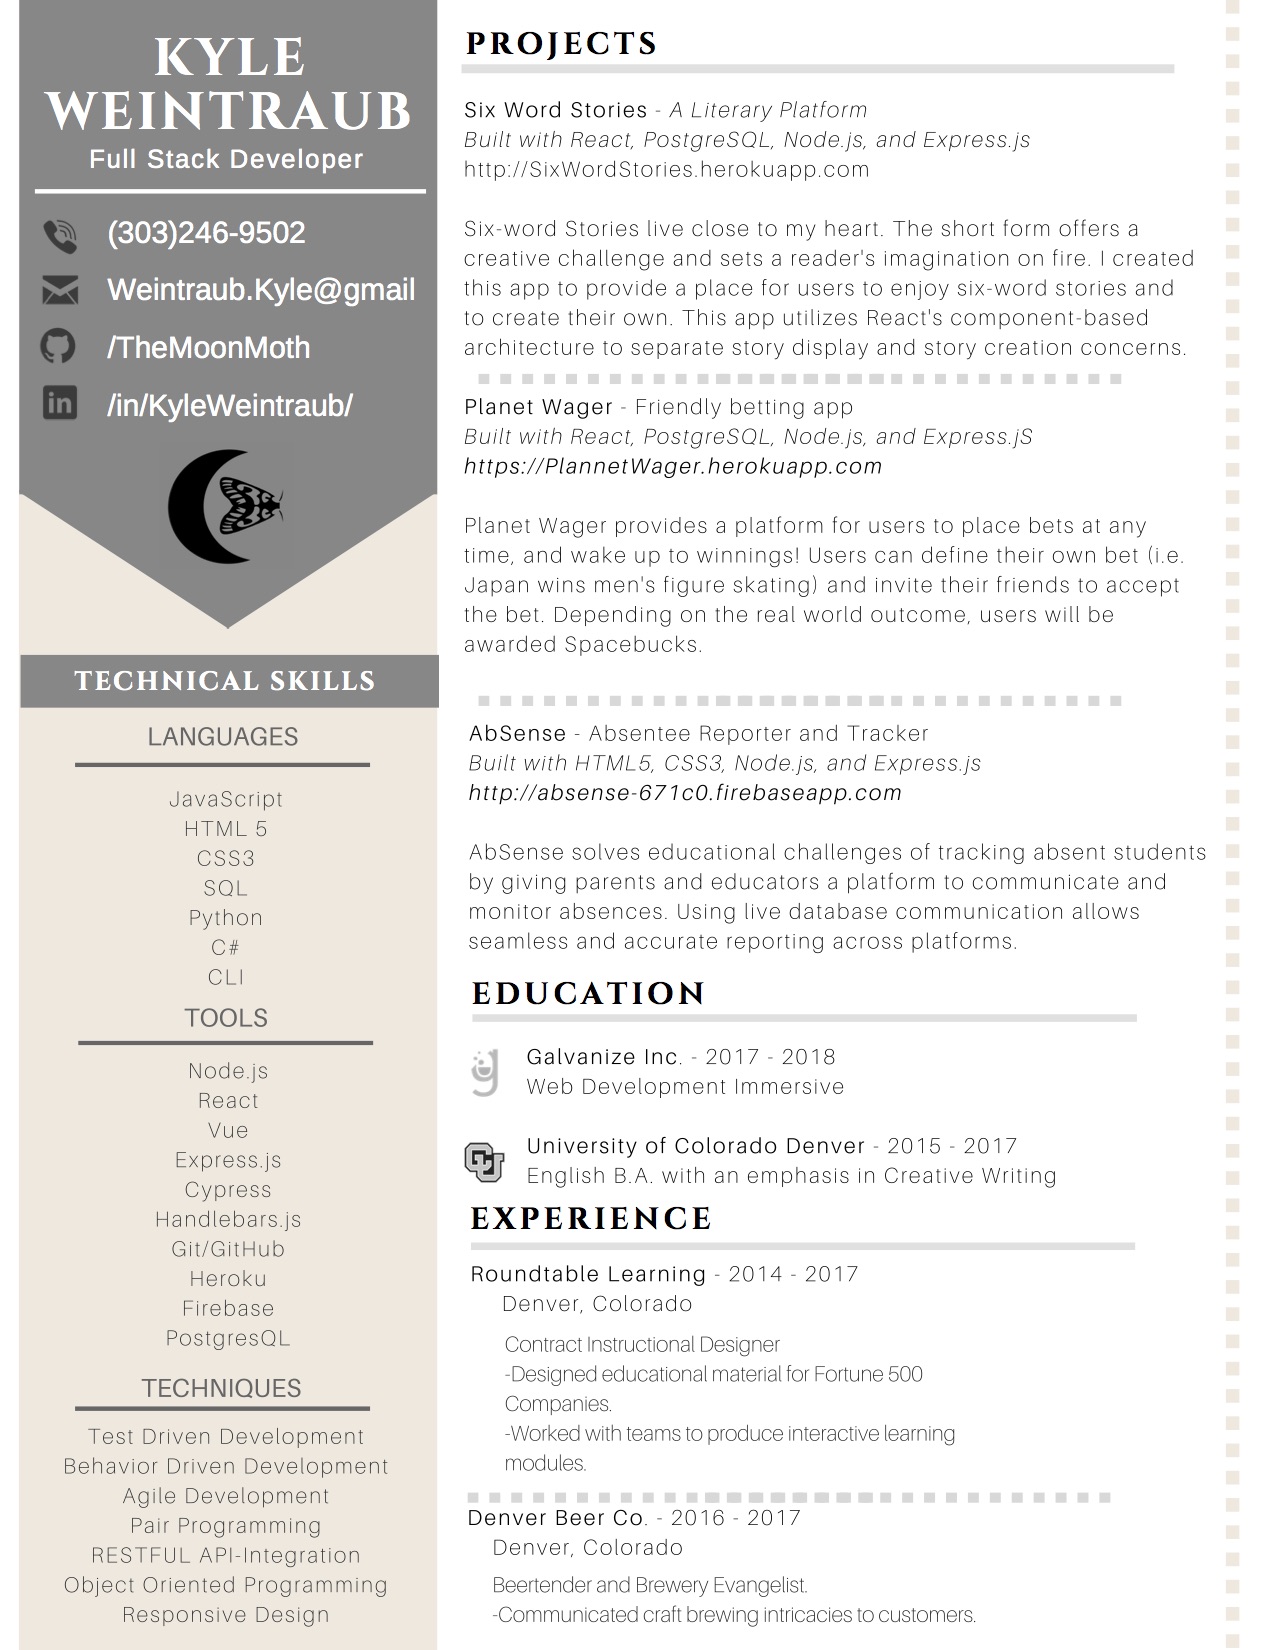 KYLE
WEINTRAUB
Full Stack Developer
(303)246-9502
Weintraub.Kyle@gmail
/TheMoonMoth
/in/KyleWeintraub/
TECHNICAL SKILLS
LANGUAGES
JavaScript
HTML 5
CSS3
SQL
Python
C#
CLI
TOOLS
Node.js
React
Vue
Express.js
Cypress
Handlebars.js
Git/GitHub
Heroku
Firebase
PostgresQL
TECHNIQUES
Test Driven Development
Behavior Driven Development
Agile Development
Pair Programming
RESTFUL API-Integration
Object Oriented Programming
Responsive Design
PROJECTS
Six Word Stories - A Literary Platform
Built with React, PostgreSQL, Node.js, and Express.js
http://SixWordStories.herokuapp.com
Six-word Stories live close to my heart. The short form offers a
creative challenge and sets a reader's imagination on fire. I created
this app to provide a place for users to enjoy six-word stories and
to create their own. This app utilizes React's component-based
architecture to separate story display and story creation concerns.
Planet Wager - Friendly betting app
Built with React, PostgreSQL, Node.js, and Express.jS
https://PlannetWager.herokuapp.com
Planet Wager provides a platform for users to place bets at any
time, and wake up to winnings! Users can define their own bet (i.e.
Japan wins men's figure skating) and invite their friends to accept
the bet. Depending on the real world outcome, users will be
awarded Spacebucks.
AbSense - Absentee Reporter and Tracker
Built with HTML5, CSS3, Node.js, and Express.js
http://absense-671c0.firebaseapp.com
AbSense solves educational challenges of tracking absent students
by giving parents and educators a platform to communicate and
monitor absences. Using live database communication allows
seamless and accurate reporting across platforms.
EDUCATION
Galvanize Inc. - 2017 - 2018
Web Development Immersive
University of Colorado Denver - 2015 - 2017
English B.A. with an emphasis in Creative Writing
EXPERIENCE
Roundtable Learning - 2014 - 2017
Denver, Colorado
Contract Instructional Designer
-Designed educational material for Fortune 500
Companies.
-Worked with teams to produce interactive learning
modules.
Denver Beer Co. - 2016 - 2017
Denver, Colorado
Beertender and Brewery Evangelist.
-Communicated craft brewing intricacies to customers.